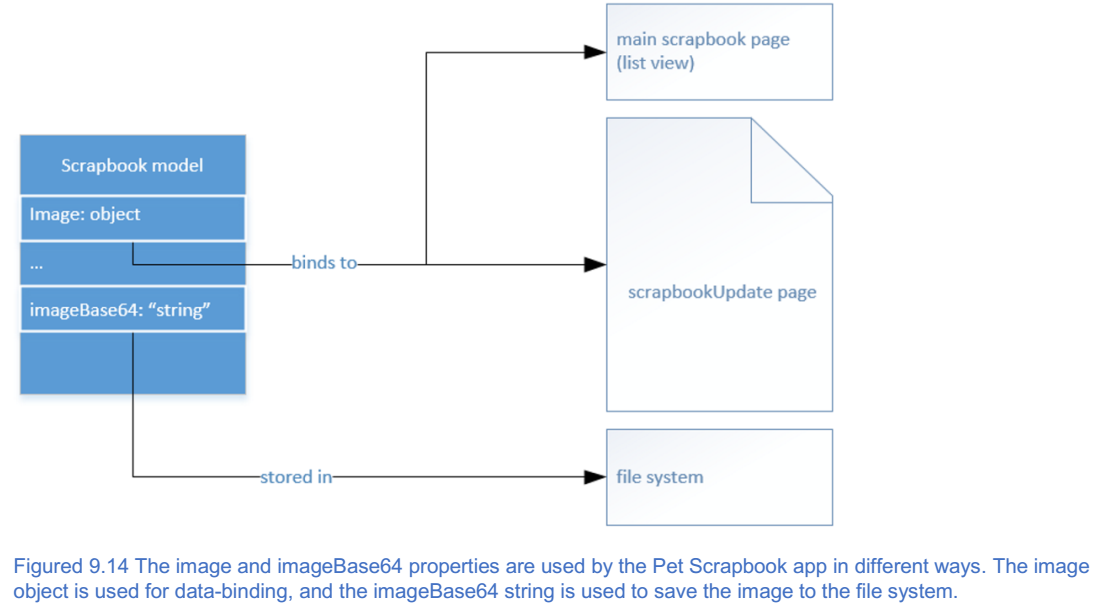 main scrapbook page
(list view)
Scrapbook model
Image: object
...
binds to
imageBase64: “string”
scrapbookUpdate page
stored in
file system
Figured 9.14 The image and imageBase64 properties are used by the Pet Scrapbook app in different ways. The image
object is used for data-binding, and the imageBase64 string is used to save the image to the file system.